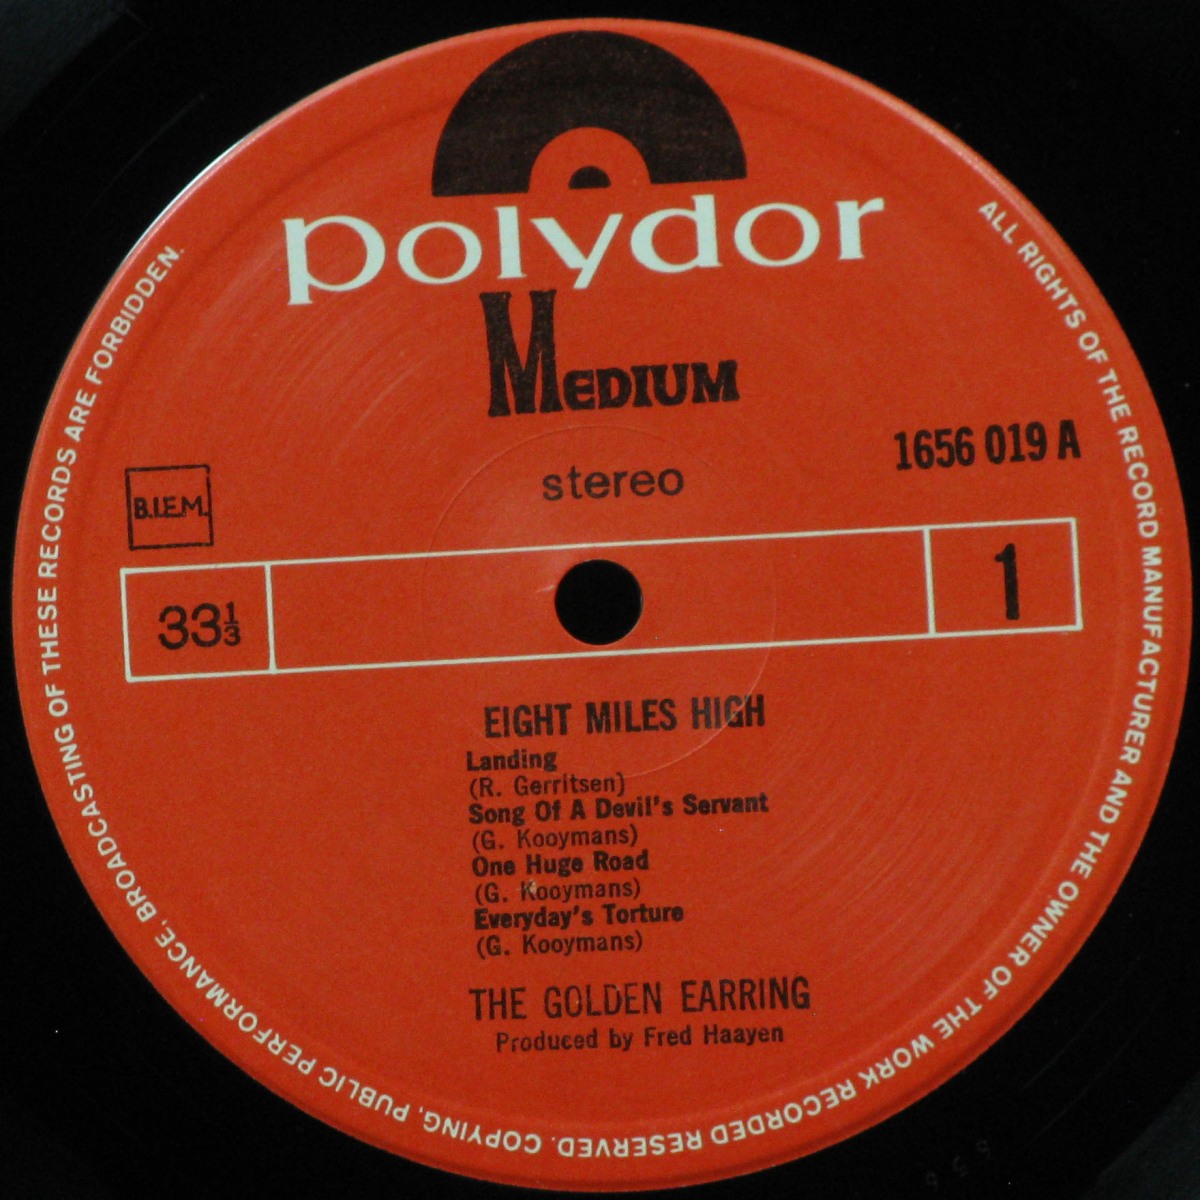 polydor
MEDIUM
stereo
1656 019 A
B.I.E.M.
33 1/3
1
EIGHT MILES HIGH
Landing
(R. Gerritsen)
Song Of A Devil's Servant
(G. Kooymans)
One Huge Road
(G. Kooymans)
Everyday's Torture
(G. Kooymans)
THE GOLDEN EARRING
Produced by Fred Haayen
ALL RIGHTS OF THE RECORD MANUFACTURER AND THE OWNER OF THE WORK RECORDED RESERVED. COPYING, PUBLIC PERFORMANCE, BROADCASTING OF THESE RECORDS ARE FORBIDDEN.